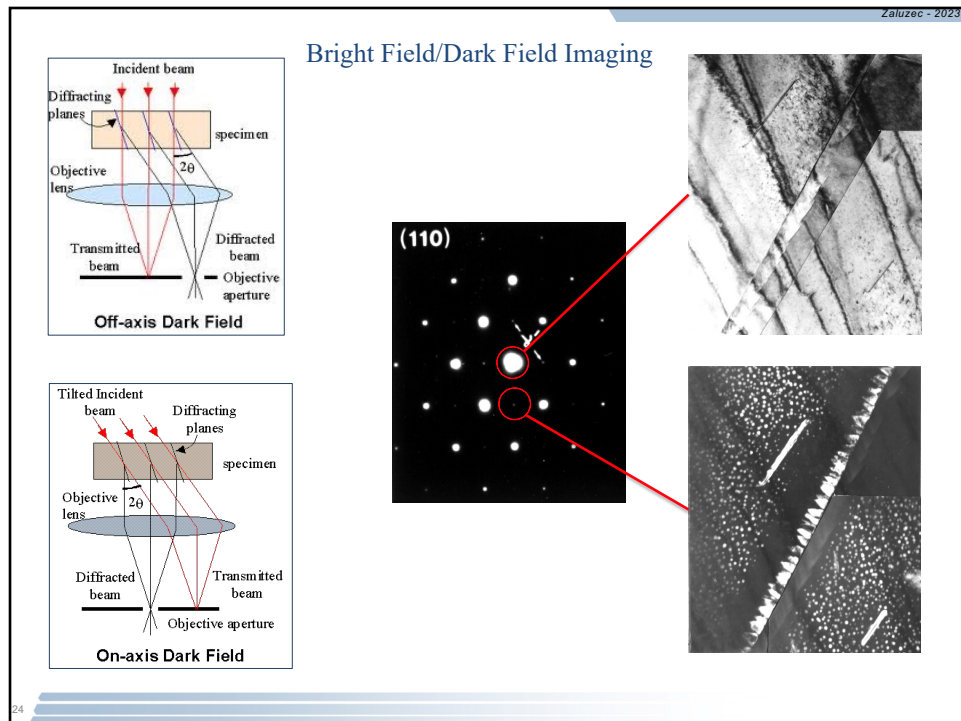 Zaluzec - 2023
Bright Field/Dark Field Imaging
Incident beam
Diffracting
planes
specimen
2θ
Objective
lens
Transmitted
beam
Diffracted
beam
Objective
aperture
Off-axis Dark Field
(110)
Tilted Incident
beam
Diffracting
planes
specimen
Objective
lens
2θ
Diffracted
beam
Transmitted
beam
Objective aperture
On-axis Dark Field
24